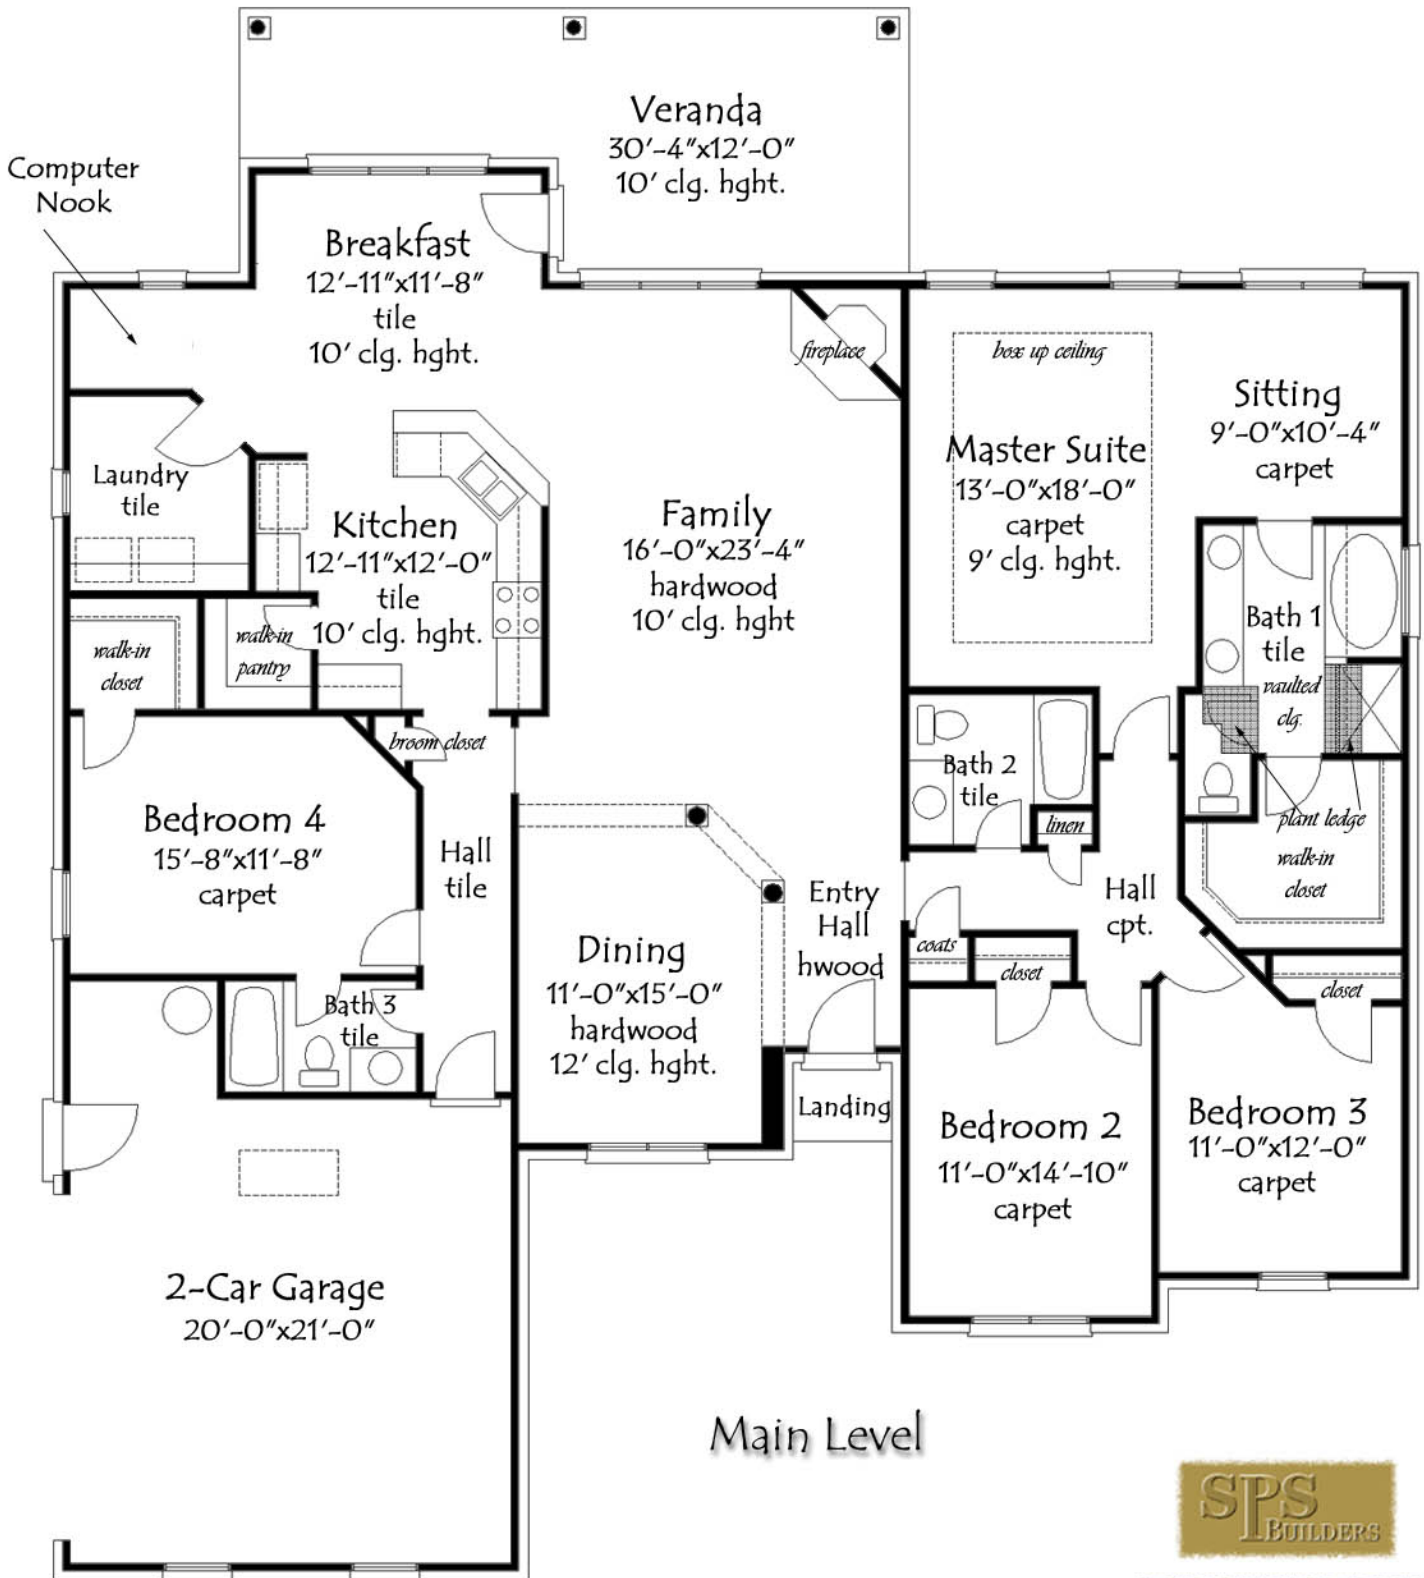 Veranda
30'-4"x12'-0"
10' clg. hght.
Computer
Nook
Breakfast
12'-11"x11'-8"
tile
10' clg. hght.
fireplace
box up ceiling
Sitting
9'-0"x10'-4"
carpet
Master Suite
13'-0"x18'-0"
carpet
9' clg. hght.
Laundry
tile
Kitchen
12'-11"x12'-0"
tile
10' clg. hght.
Family
16'-0"x23'-4"
hardwood
10' clg. hght
Bath 1
tile
vaulted
clg.
walk-in
closet
walk-in
pantry
broom closet
Bath 2
tile
linen
plant ledge
walk-in
closet
Bedroom 4
15'-8"x11'-8"
carpet
Hall
tile
Entry
Hall
hwood
Hall
cpt.
Dining
11'-0"x15'-0"
hardwood
12' clg. hght.
coats
closet
closet
Bath 3
tile
Landing
Bedroom 2
11'-0"x14'-10"
carpet
Bedroom 3
11'-0"x12'-0"
carpet
2-Car Garage
20'-0"x21'-0"
Main Level
SPS
BUILDERS